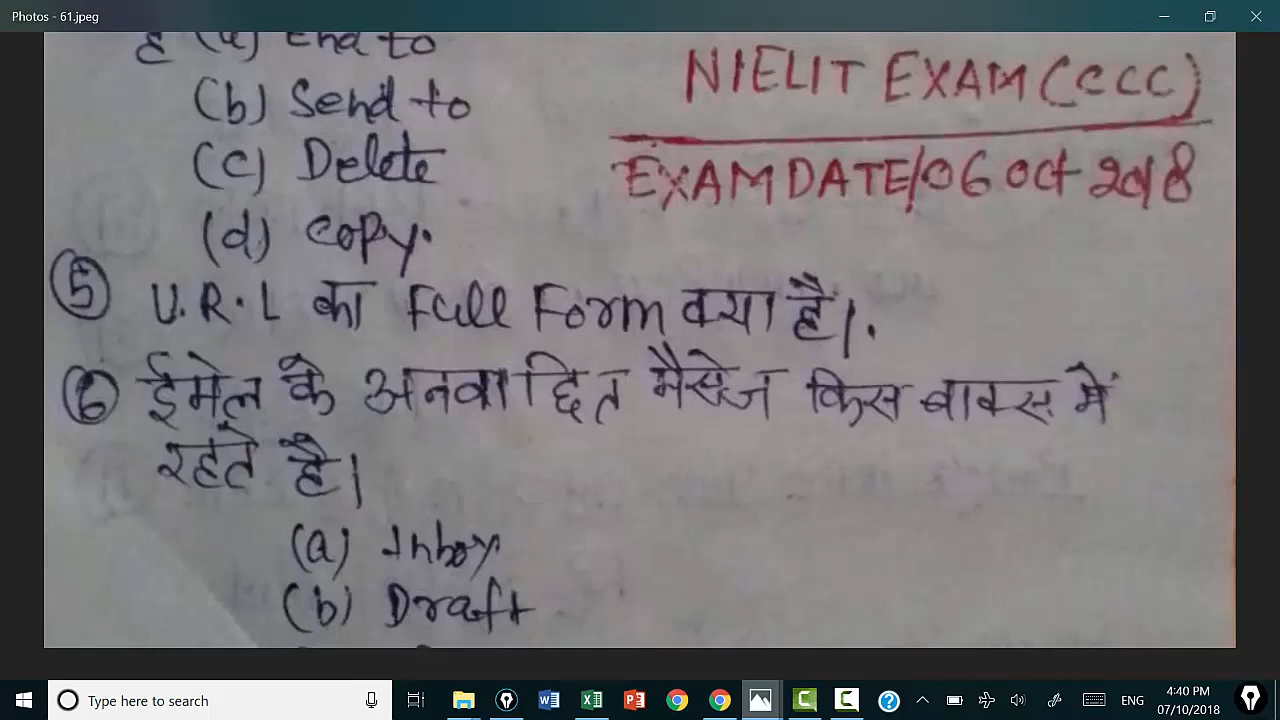 Photos - 61.jpeg
(b) Send to
(c) Delete
(d) copy.
NIELIT EXAM (CCC)
EXAM DATE/06 Oct 2018
(5) U.R.L का Full Form क्या है।.
(6) ईमेल के अनवाछित मैसेज किस बाक्स में
रहते है।
(a) Inbox
(b) Draft
Type here to search
ENG
4:40 PM
07/10/2018